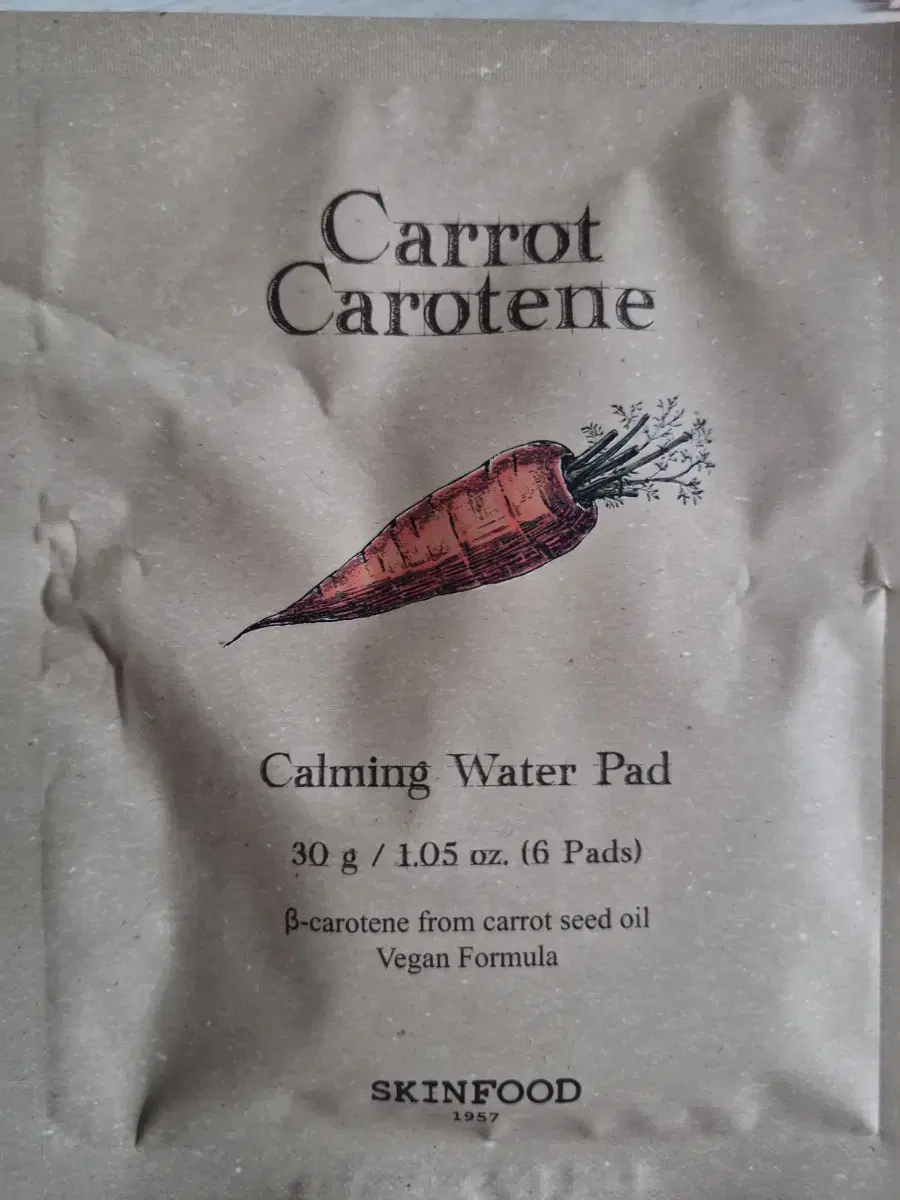 Carrot
Carotene
Calming Water Pad
30 g / 1.05 oz. (6 Pads)
β-carotene from carrot seed oil
Vegan Formula
SKINFOOD
1957